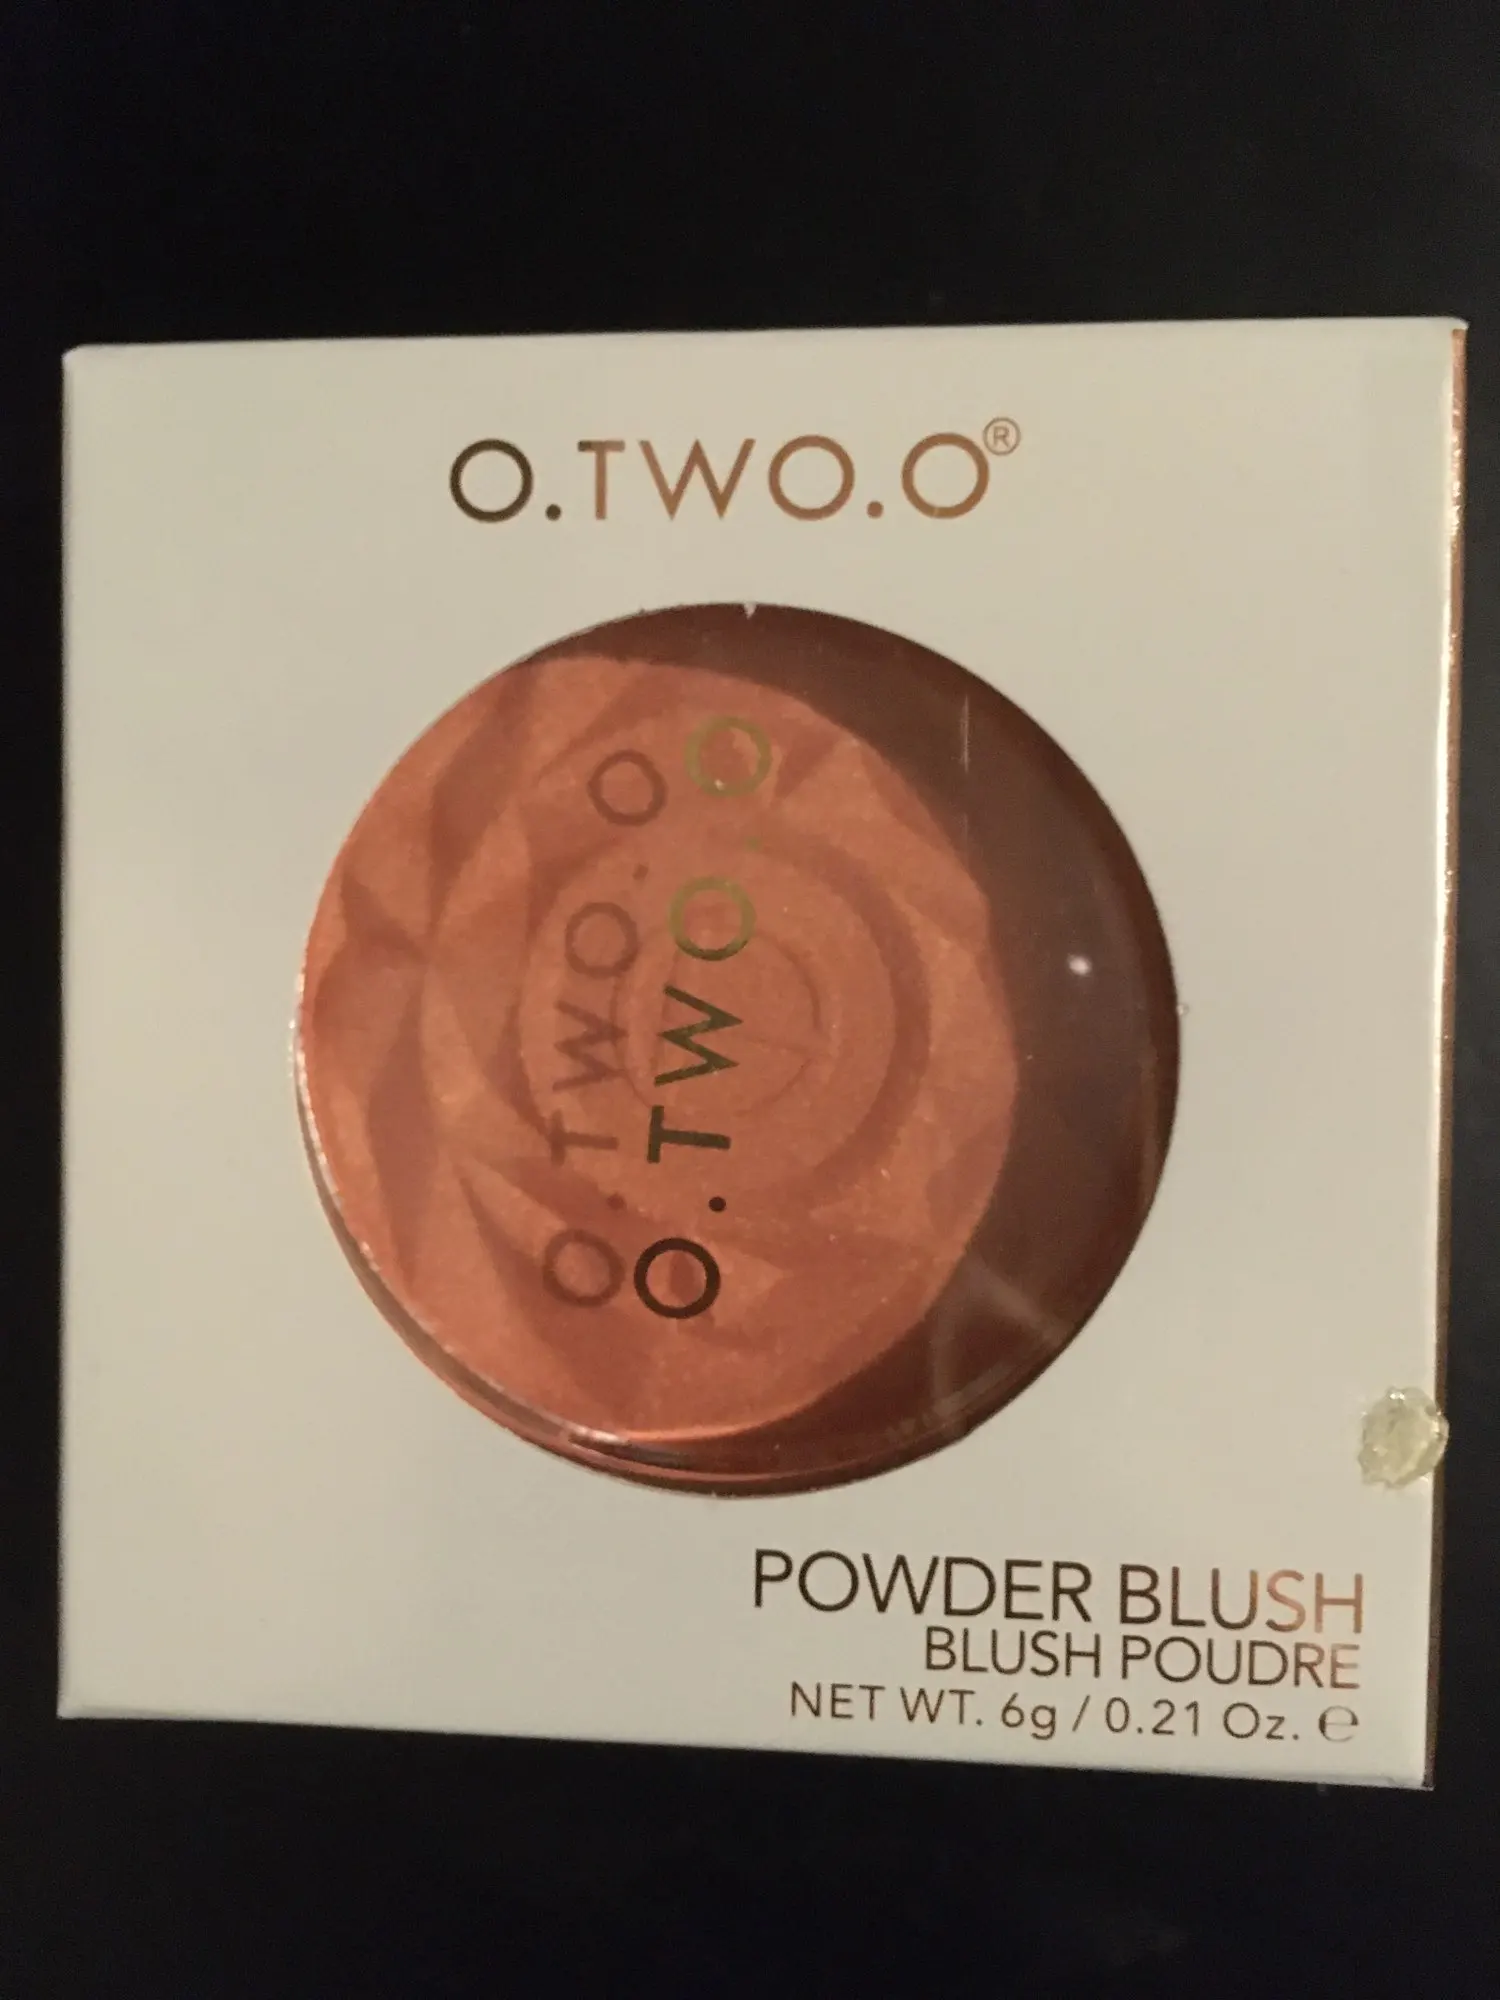 O.TWO.O®
O.TWO.O
POWDER BLUSH
BLUSH POUDRE
NET WT. 6g / 0.21 Oz. ℮